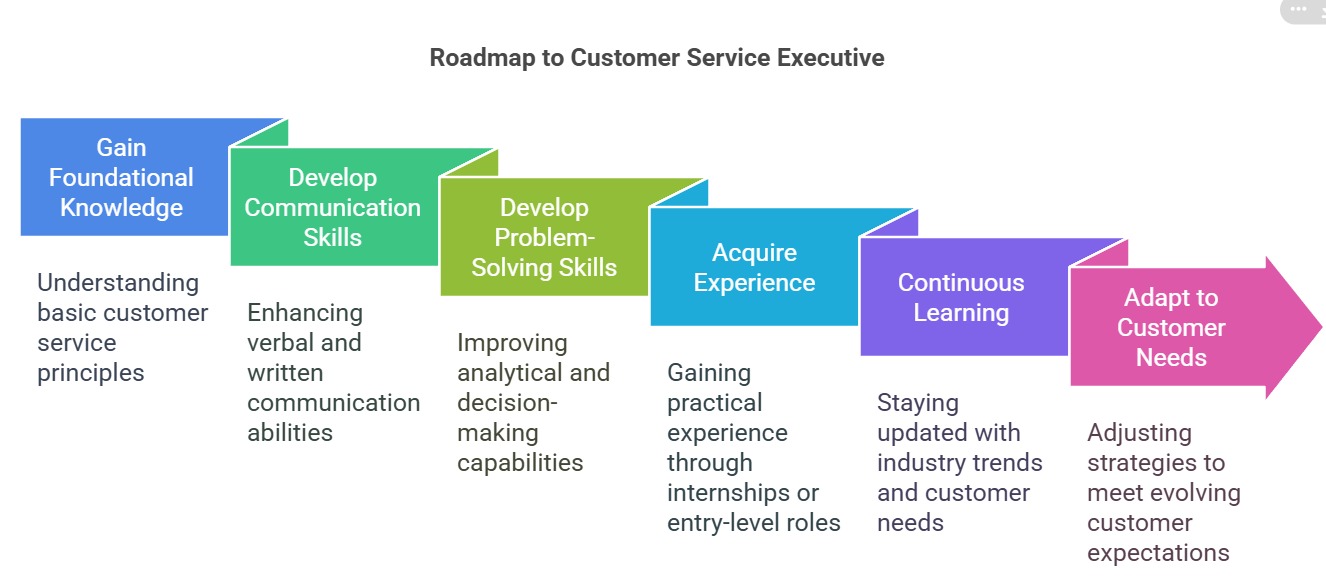 Roadmap to Customer Service Executive
Gain
Foundational
Knowledge
Understanding
basic customer
service
principles
Develop
Communication
Skills
Enhancing
verbal and
written
communication
abilities
Develop
Problem-
Solving Skills
Improving
analytical and
decision-
making
capabilities
Acquire
Experience
Gaining
practical
experience
through
internships or
entry-level roles
Continuous
Learning
Staying
updated with
industry trends
and customer
needs
Adapt to
Customer
Needs
Adjusting
strategies to
meet evolving
customer
expectations